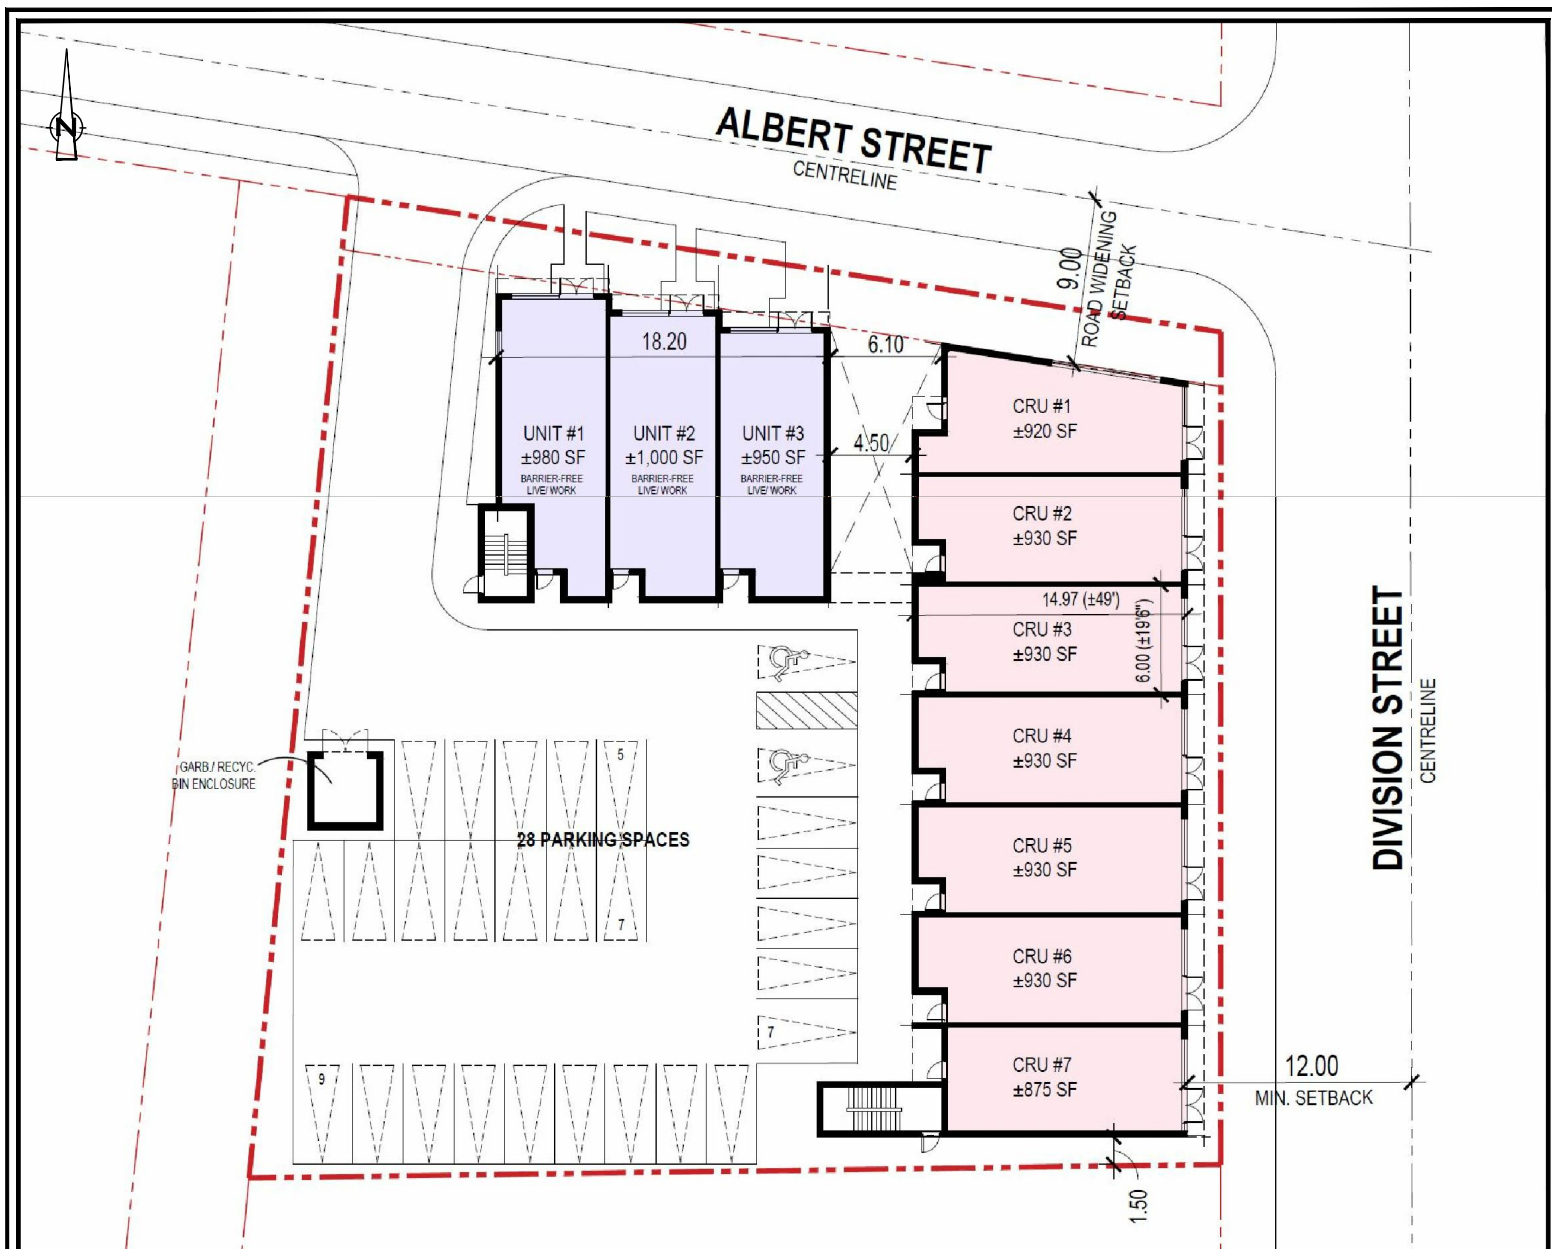 N
ALBERT STREET
CENTRELINE
9.00
ROAD WIDENING
SETBACK
18.20
6.10
4.50
UNIT #1
±980 SF
BARRIER-FREE
LIVE/ WORK
UNIT #2
±1,000 SF
BARRIER-FREE
LIVE/ WORK
UNIT #3
±950 SF
BARRIER-FREE
LIVE/ WORK
CRU #1
±920 SF
CRU #2
±930 SF
14.97 (±49')
6.00 (±19'6")
CRU #3
±930 SF
CRU #4
±930 SF
CRU #5
±930 SF
CRU #6
±930 SF
CRU #7
±875 SF
DIVISION STREET
CENTRELINE
GARB./ RECYC.
BIN ENCLOSURE
5
28 PARKING SPACES
7
7
9
12.00
MIN. SETBACK
1.50